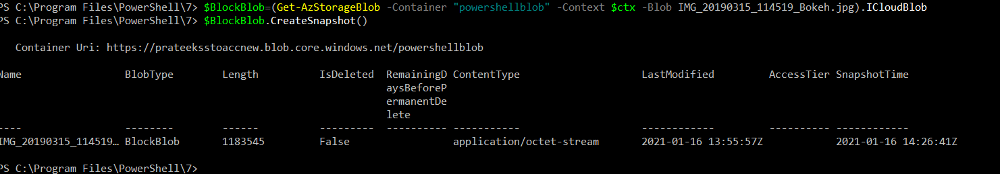 PS C:\Program Files\PowerShell\7> $BlockBlob=(Get-AzStorageBlob -Container "powershellblob" -Context $ctx -Blob IMG_20190315_114519_Bokeh.jpg).ICloudBlob
PS C:\Program Files\PowerShell\7> $BlockBlob.CreateSnapshot()
Container Uri: https://prateeksstoaccnew.blob.core.windows.net/powershellblob
Name BlobType Length IsDeleted RemainingD ContentType LastModified AccessTier SnapshotTime
aysBeforeP
ermanentDe
lete
---- -------- ------ --------- ---------- ----------- ------------ ---------- ------------
IMG_20190315_114519… BlockBlob 1183545 False application/octet-stream 2021-01-16 13:55:57Z 2021-01-16 14:26:41Z
PS C:\Program Files\PowerShell\7>